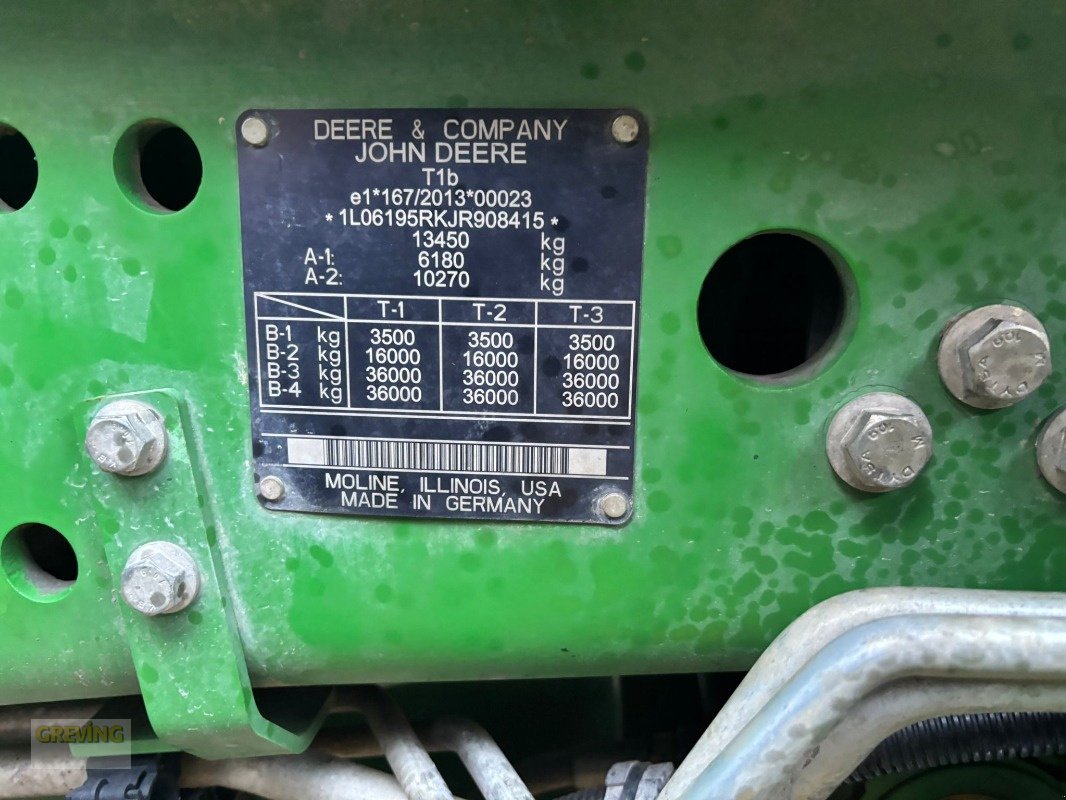 DEERE & COMPANY
JOHN DEERE
T1b
e1*167/2013*00023
*1L06195RKJR908415*
13450 kg
A-1: 6180 kg
A-2: 10270 kg
T-1 T-2 T-3
B-1 kg 3500 3500 3500
B-2 kg 16000 16000 16000
B-3 kg 36000 36000 36000
B-4 kg 36000 36000 36000
MOLINE, ILLINOIS, USA
MADE IN GERMANY
GREVING